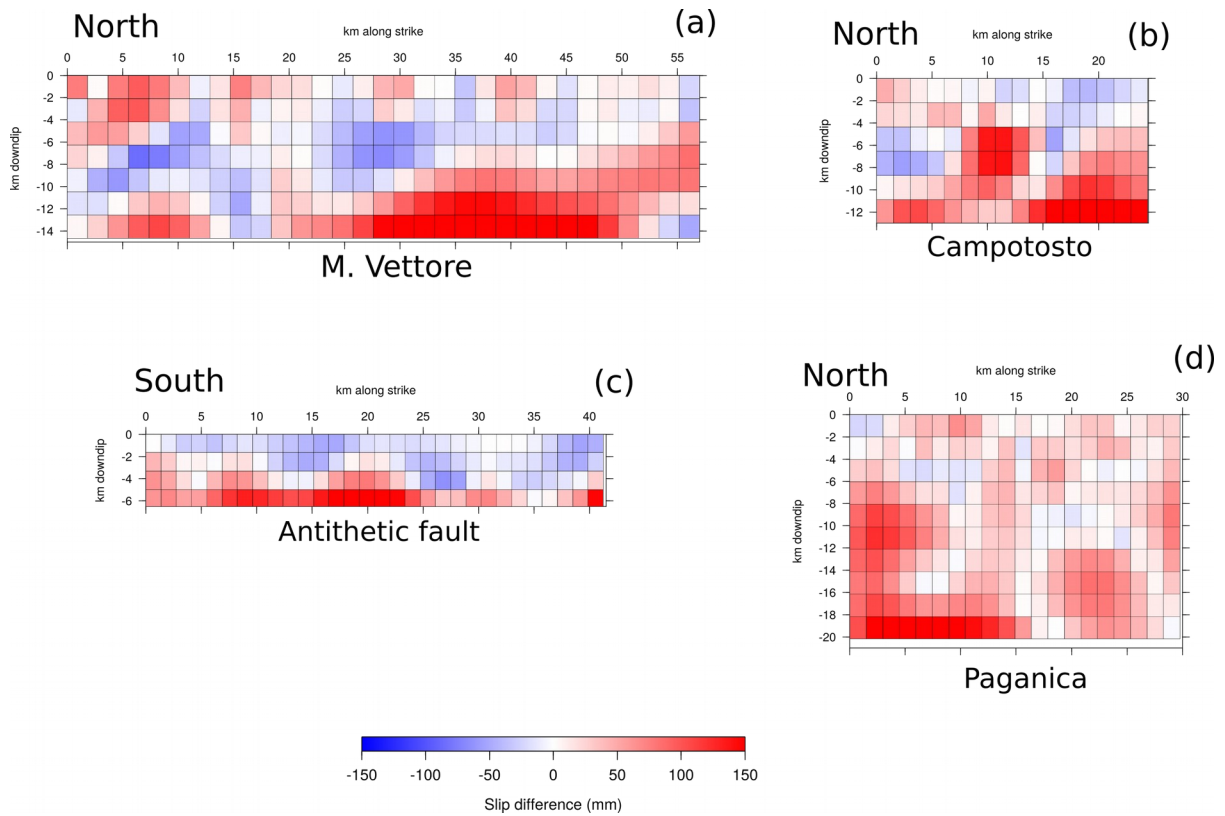 North
km along strike
(a)
0 5 10 15 20 25 30 35 40 45 50 55
km downdip
0
-2
-4
-6
-8
-10
-12
-14
M. Vettore
North
km along strike
(b)
0 5 10 15 20
km downdip
0
-2
-4
-6
-8
-10
-12
Campotosto
South
km along strike
(c)
0 5 10 15 20 25 30 35 40
km downdip
0
-2
-4
-6
Antithetic fault
North
km along strike
(d)
0 5 10 15 20 25 30
km downdip
0
-2
-4
-6
-8
-10
-12
-14
-16
-18
-20
Paganica
-150 -100 -50 0 50 100 150
Slip difference (mm)